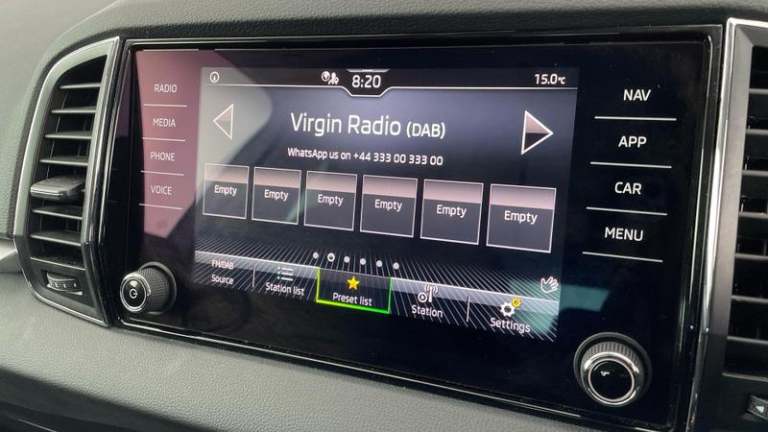 8:20
15.0°C
RADIO
MEDIA
PHONE
VOICE
Virgin Radio (DAB)
WhatsApp us on +44 333 00 333 00
Empty Empty Empty Empty Empty Empty
FM/DAB
Source
Station list
Preset list
Station
Settings
NAV
APP
CAR
MENU